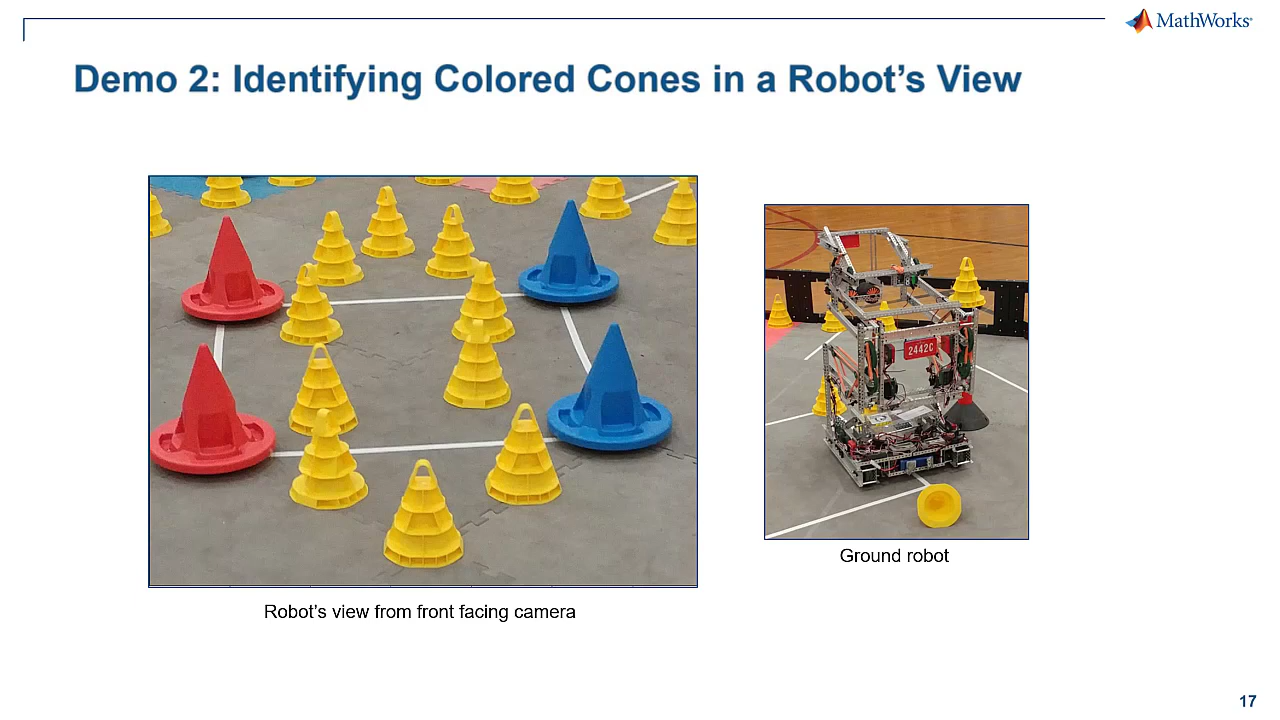 MathWorks®
Demo 2: Identifying Colored Cones in a Robot’s View
2442C
Ground robot
Robot’s view from front facing camera
17